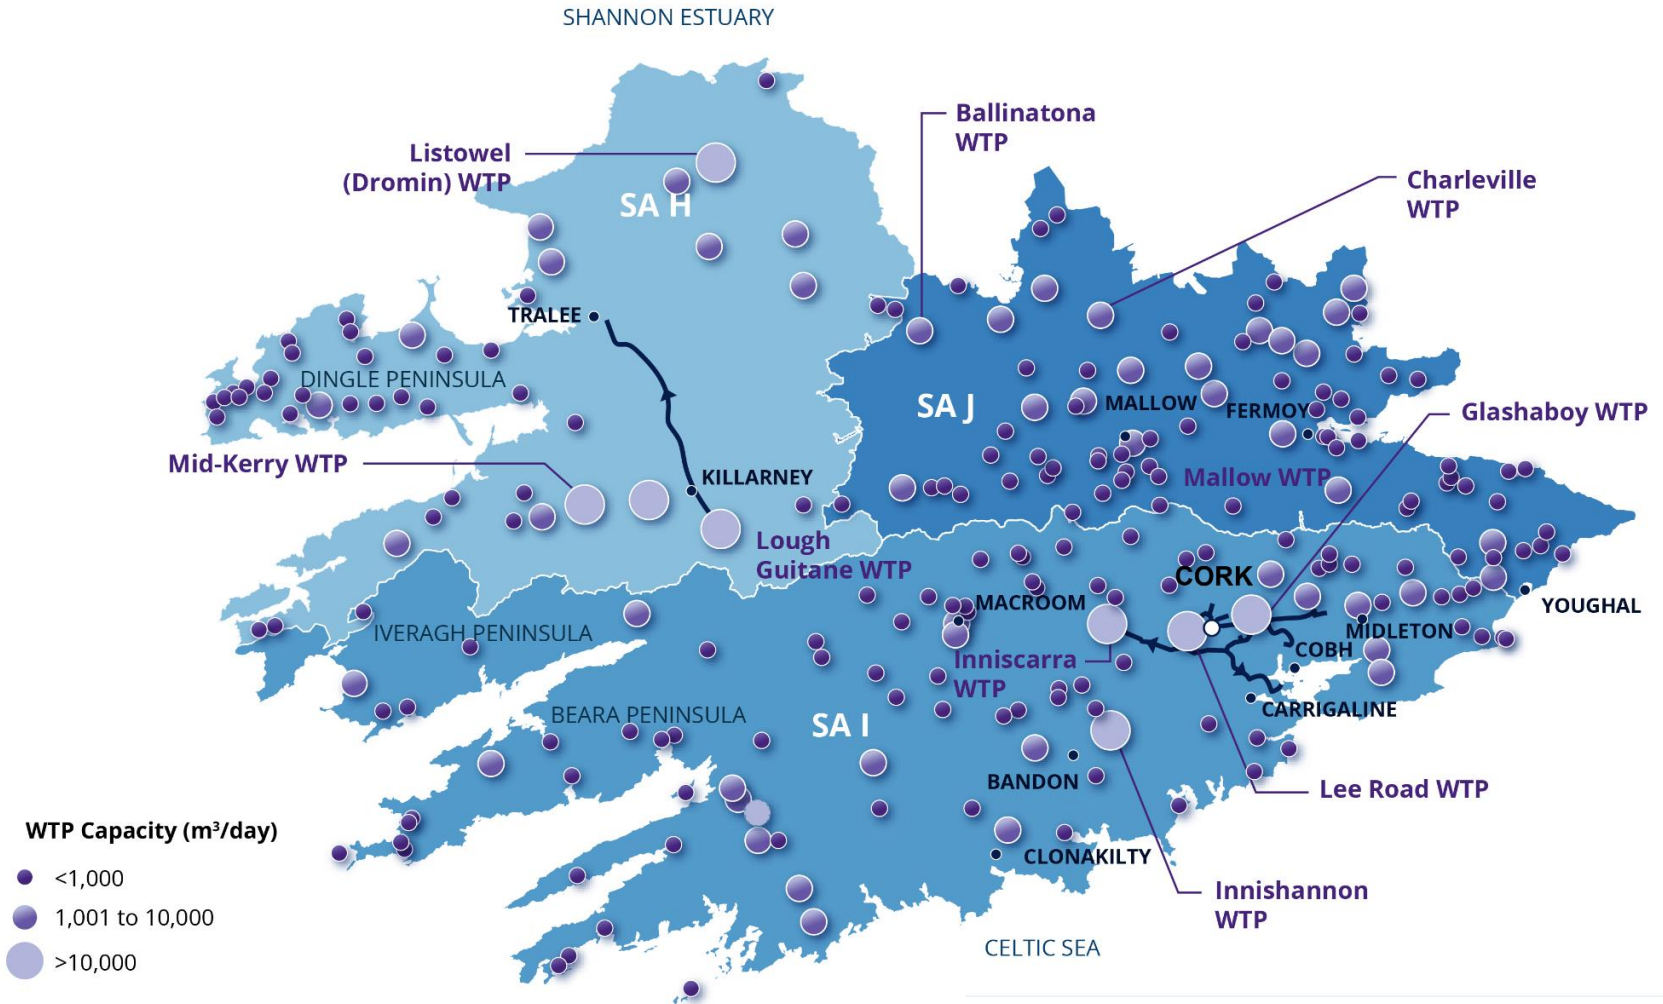 SHANNON ESTUARY
Ballinatona
WTP
Listowel
(Dromin) WTP
Charleville
WTP
SA H
TRALEE
DINGLE PENINSULA
SA J
MALLOW
FERMOY
Glashaboy WTP
Mid-Kerry WTP
KILLARNEY
Mallow WTP
Lough
Guitane WTP
CORK
MACROOM
YOUGHAL
IVERAGH PENINSULA
MIDLETON
Inniscarra
WTP
COBH
BEARA PENINSULA
SA I
CARRIGALINE
BANDON
Lee Road WTP
WTP Capacity (m³/day)
<1,000
1,001 to 10,000
>10,000
CLONAKILTY
Innishannon
WTP
CELTIC SEA